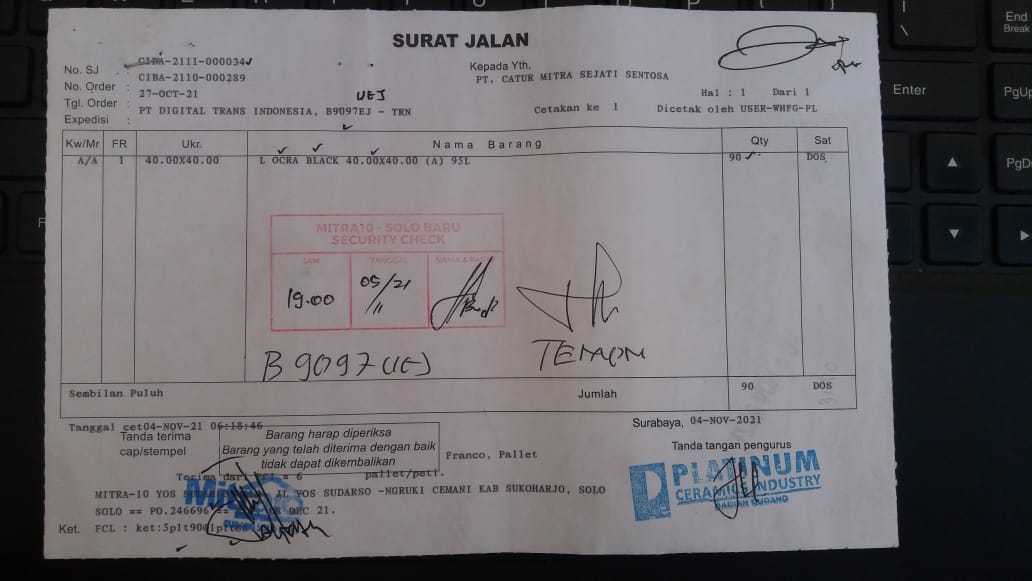 SURAT JALAN
No. SJ : CIBA-2111-000034
No. Order : CIBA-2110-000289
Tgl. Order : 27-OCT-21
UEJ
Expedisi : PT DIGITAL TRANS INDONESIA, B9097EJ - TRN
Kepada Yth,
PT. CATUR MITRA SEJATI SENTOSA
Hal : 1 Dari 1
Cetakan ke 1 Dicetak oleh USER-WHFG-PL
Kw/Mr FR Ukr. Nama Barang Qty Sat
A/A 1 40.00X40.00 L OCRA BLACK 40.00X40.00 (A) 95L 90 DOS
MITRA10 - SOLO BARU
SECURITY CHECK
JAM TANGGAL NAMA &
19.00 05/21
11
B 9097 UEJ
TEMON
Sembilan Puluh Jumlah 90 DOS
Tanggal cet04-NOV-21 06:18:46
Surabaya, 04-NOV-2021
Tanda terima
cap/stempel
Barang harap diperiksa
Barang yang telah diterima dengan baik
tidak dapat dikembalikan
Franco, Pallet
Tanda tangan pengurus
Terima dari = 6 pallet/peti.
PLATINUM
CERAMICS INDUSTRY
BAGIAN GUDANG
MITRA-10 YOS JL YOS SUDARSO -NGRUKI CEMANI KAB SUKOHARJO, SOLO
SOLO == PO.246696 DEC 21.
Ket. FCL : ket:5plt90